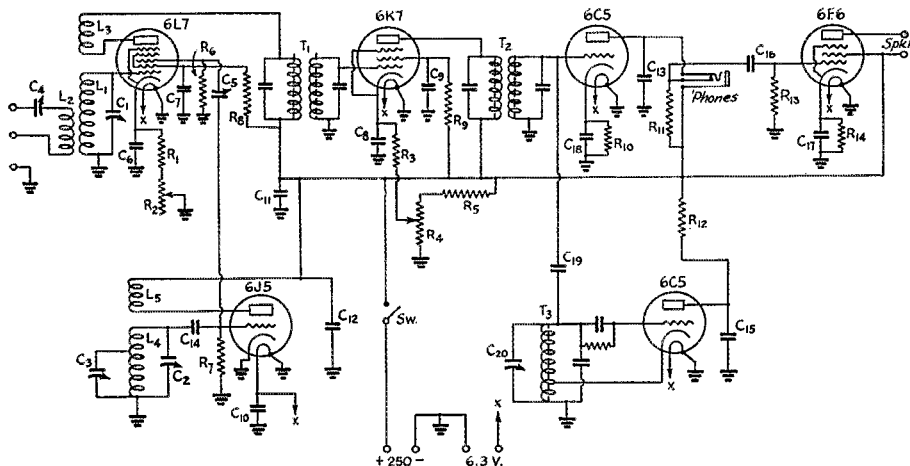 6L7
6K7
6C5
6F6
L3
R6
T1
T2
C16
Spkr
L1
C5
C9
C13
C4
L2
C1
C7
R8
R9
'Phones
R13
R11
C6
R1
C8
R3
C18
R10
C17
R14
R2
C11
R5
R4
R12
C19
6J5
6C5
L5
C12
T3
L4
C14
Sw.
C15
C3
C2
R7
C20
C10
X
X
X
X
X
X
X
+250-
6.3 V.